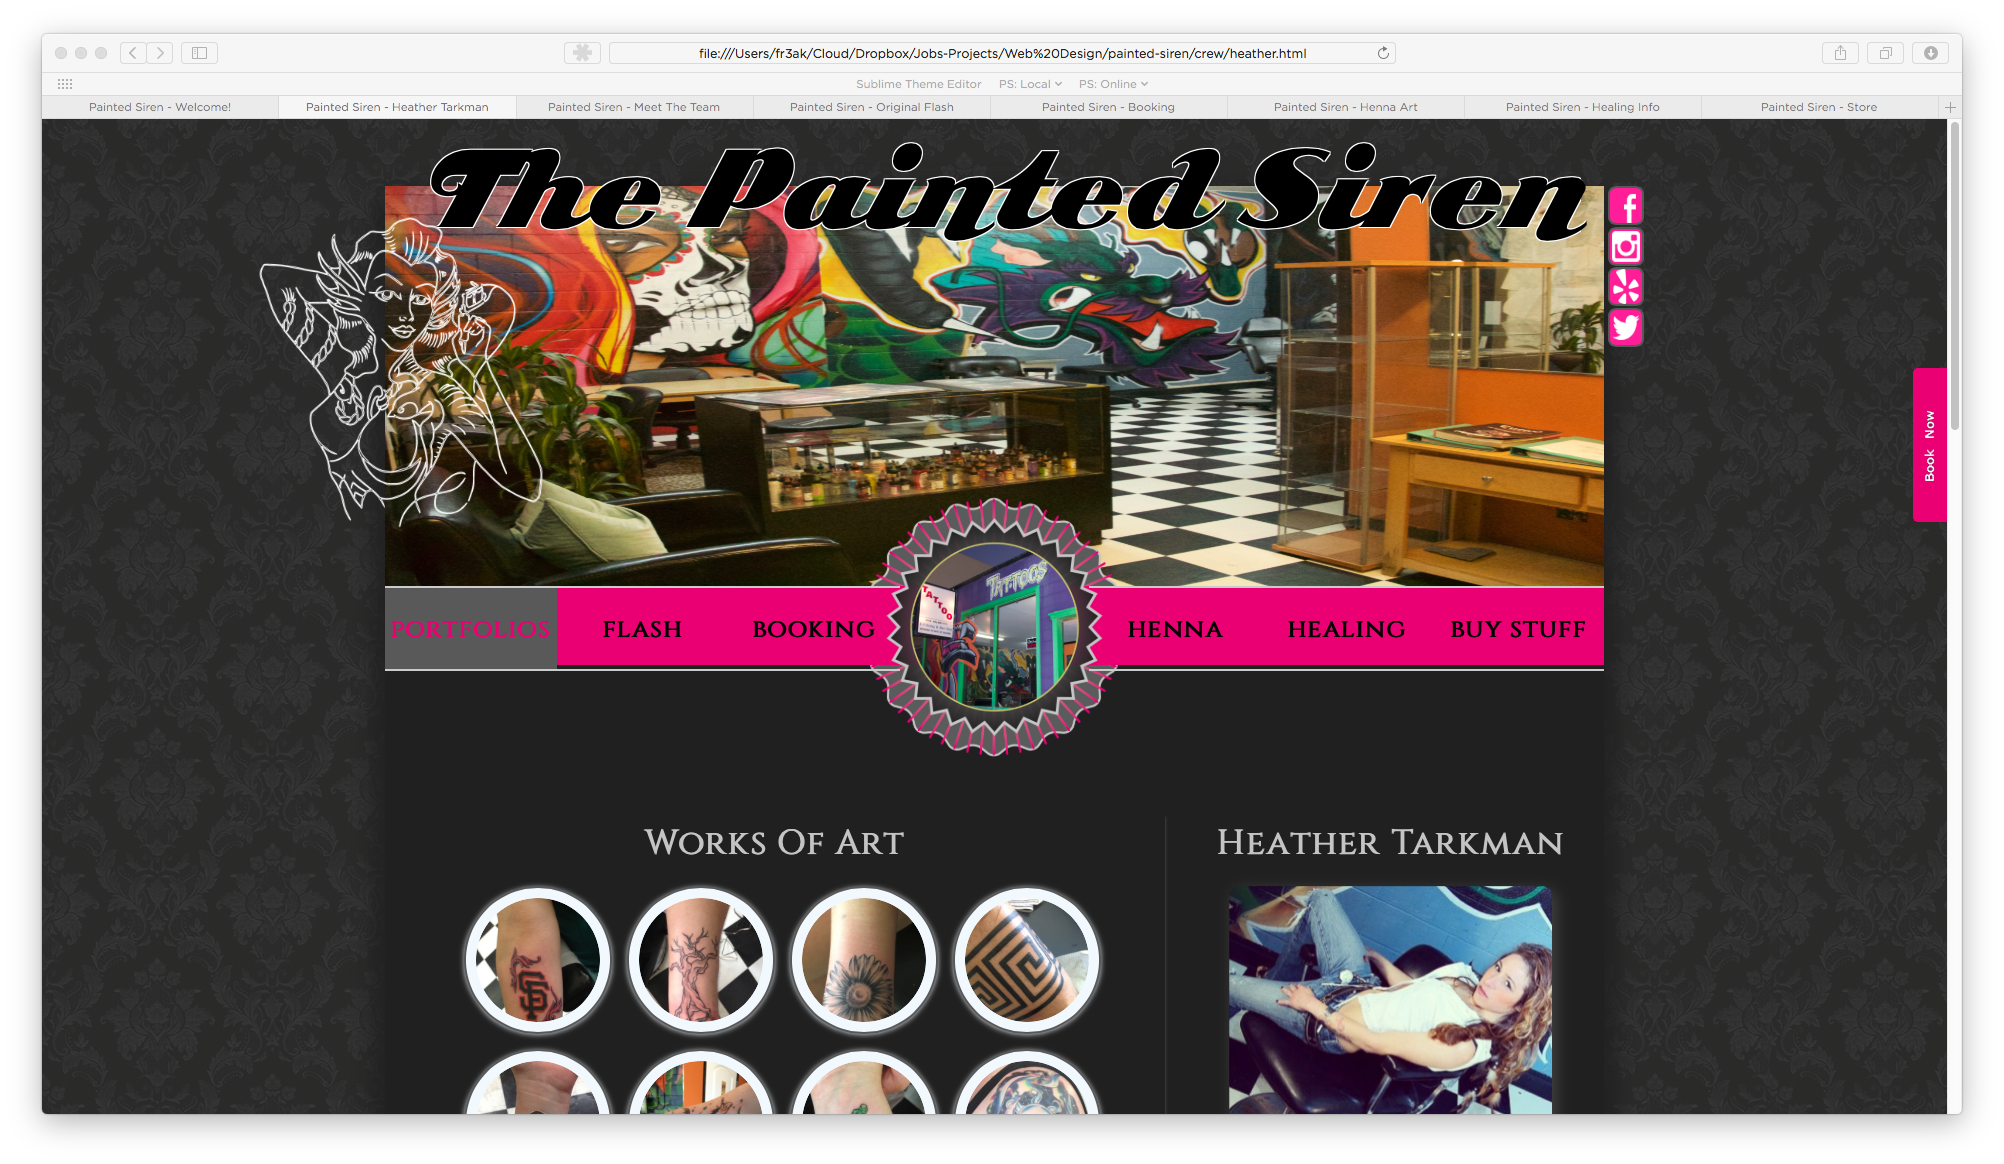 file:///Users/fr3ak/Cloud/Dropbox/Jobs-Projects/Web%20Design/painted-siren/crew/heather.html
Sublime Theme Editor PS: Local PS: Online
Painted Siren - Welcome! Painted Siren - Heather Tarkman Painted Siren - Meet The Team Painted Siren - Original Flash Painted Siren - Booking Painted Siren - Henna Art Painted Siren - Healing Info Painted Siren - Store
The Painted Siren
Book Now
TATTOOS
TATTOO
PORTFOLIOS FLASH BOOKING HENNA HEALING BUY STUFF
Works Of Art
Heather Tarkman
SF